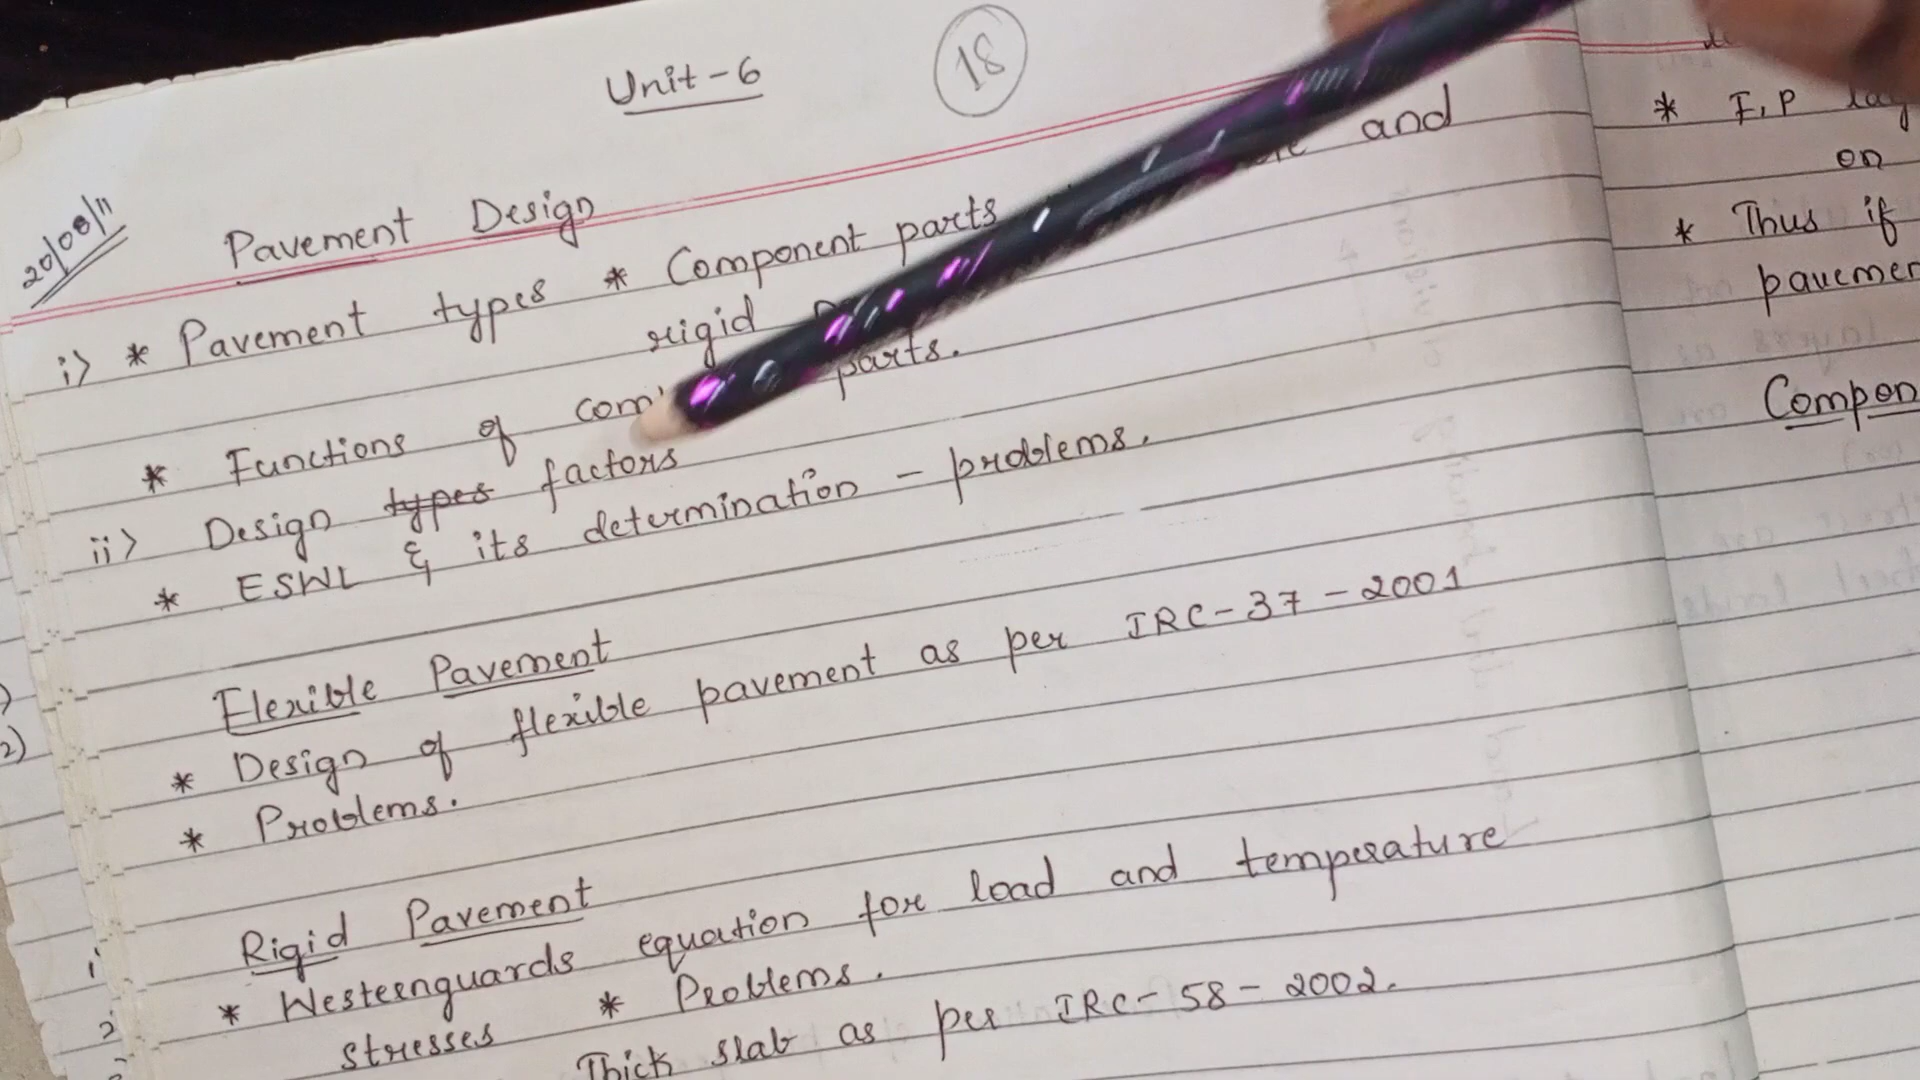 Unit-6
18
20/08/11
Pavement Design
i) * Pavement types * Component parts and
rigid
* Functions of parts.
ii) Design types factors
* ESWL & its determination - problems.
Flexible Pavement
* Design of flexible pavement as per IRC-37-2001
* Problems.
Rigid Pavement
* Westeenguards equation for load and temperature
stresses * Problems.
Thick slab as per IRC-58-2002.
2)
1
2
* F.P
on
* Thus if